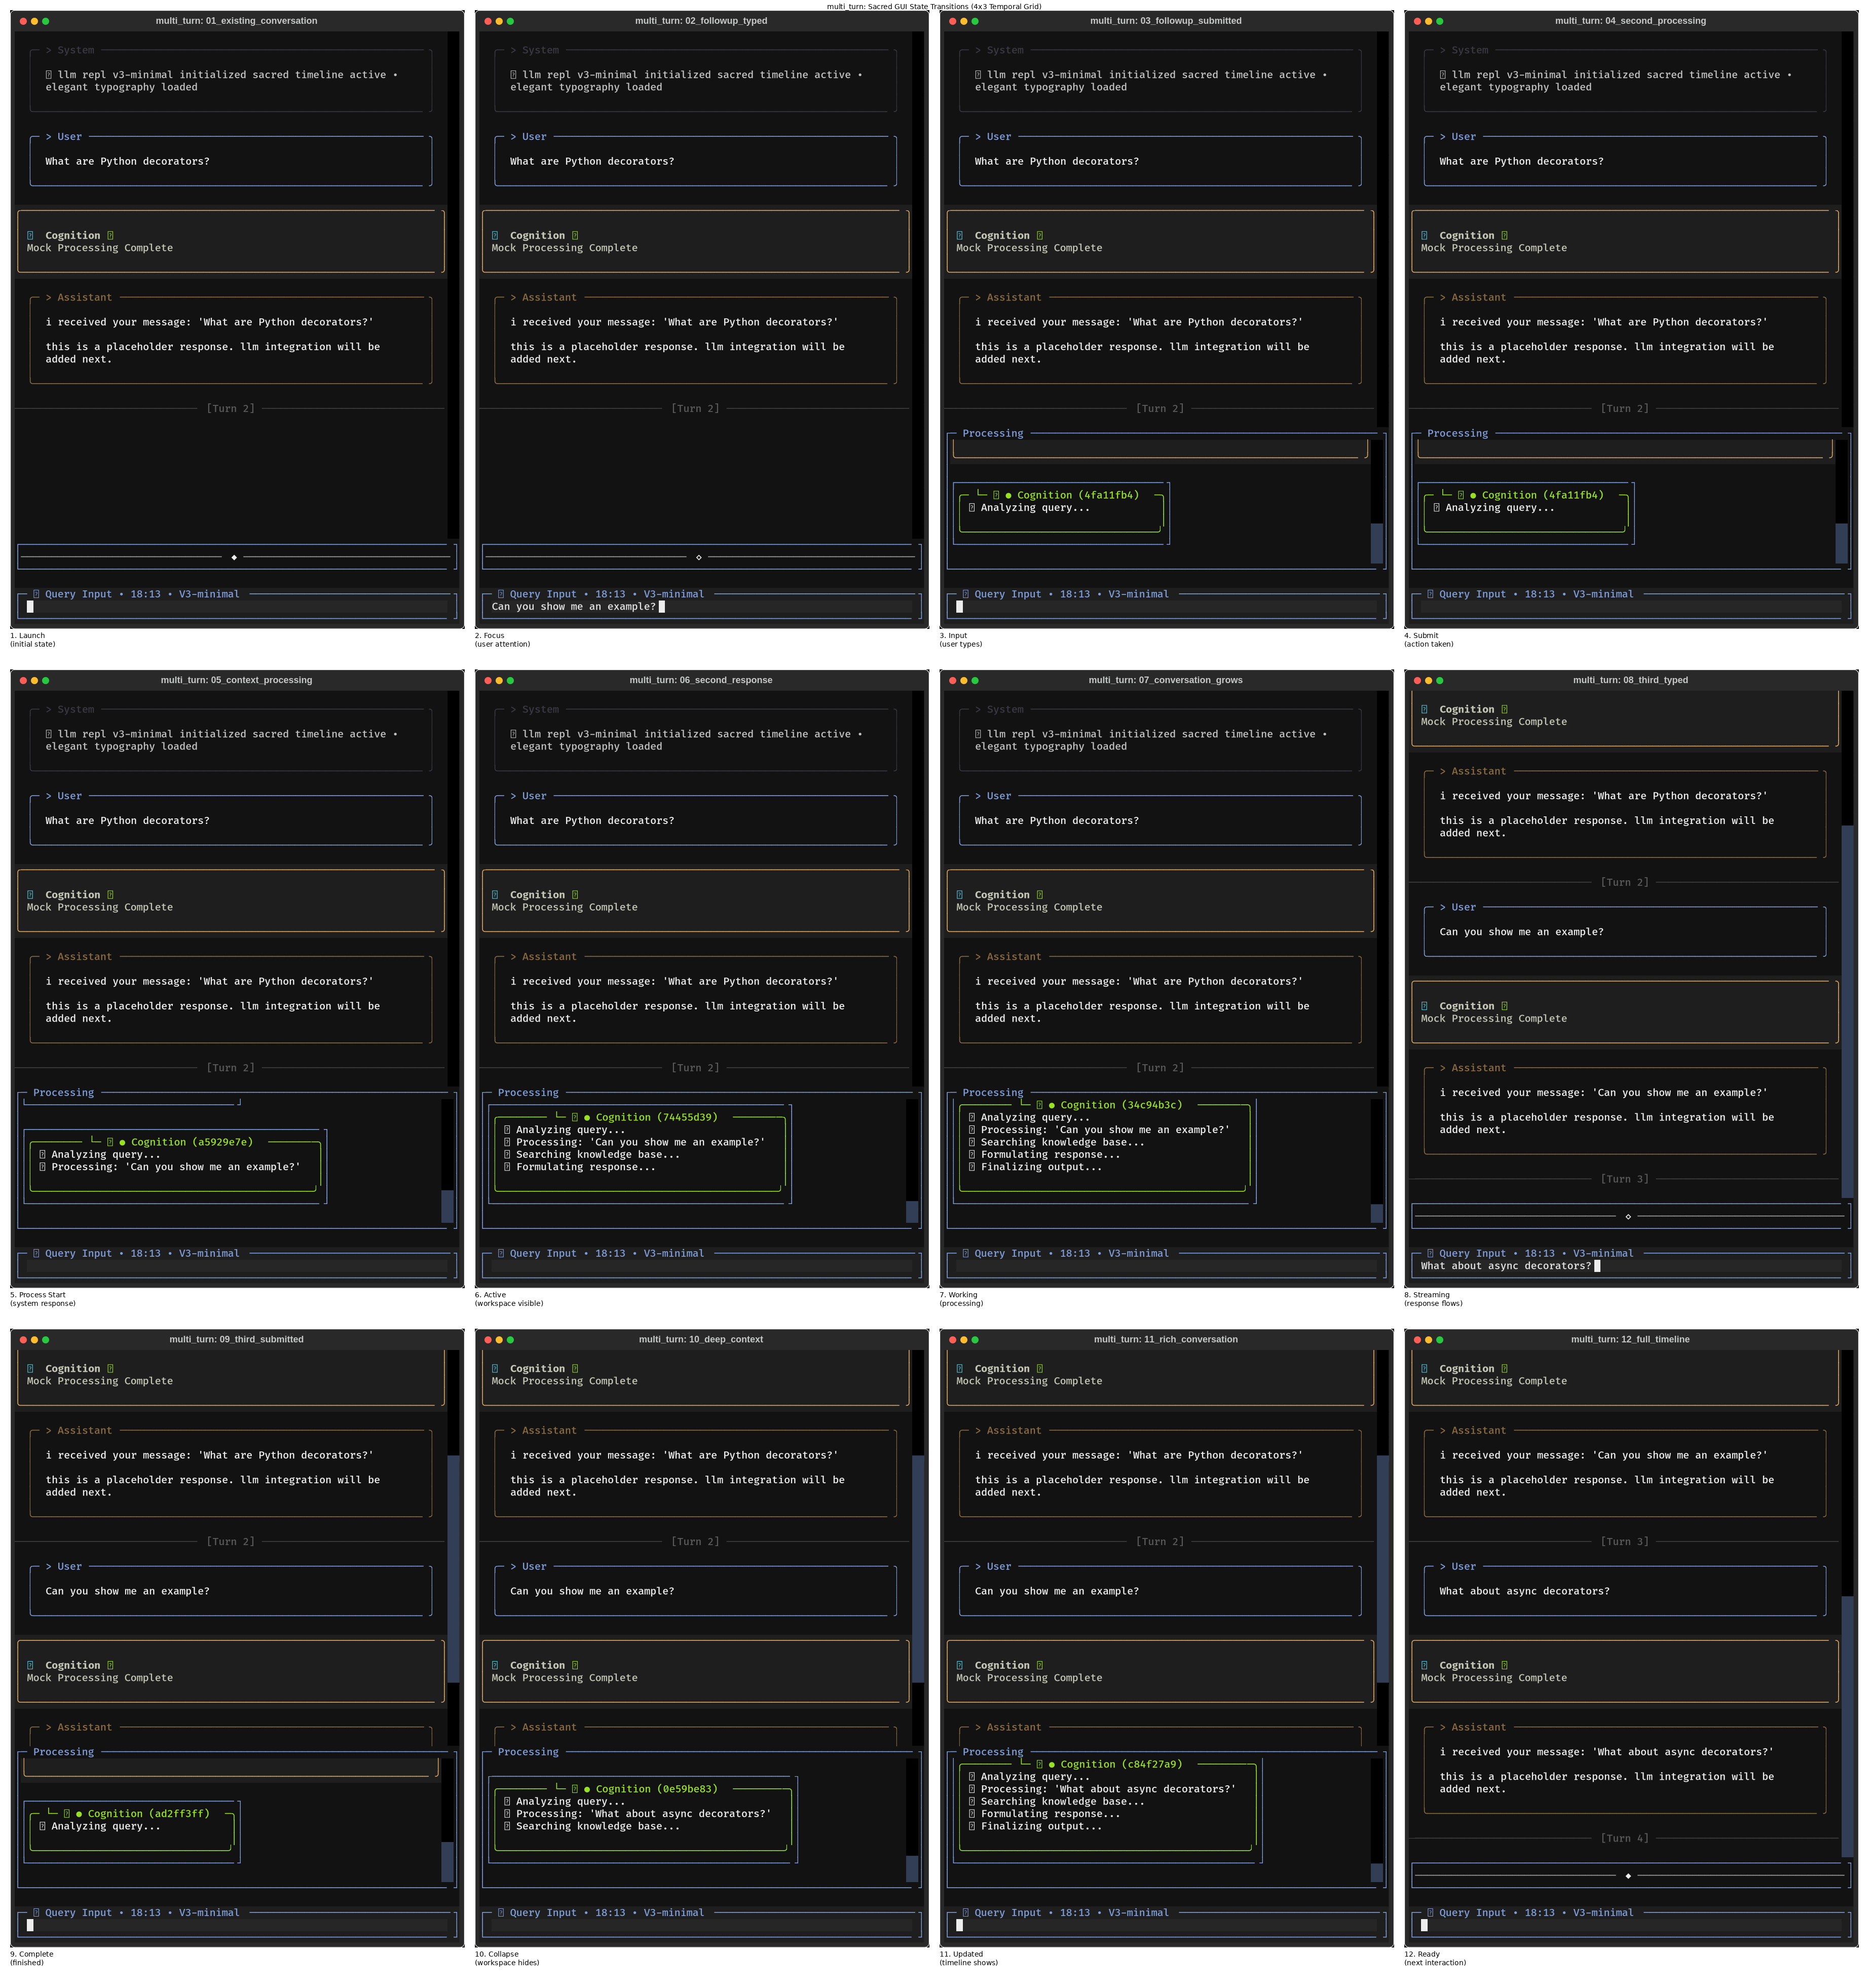 multi_turn: Sacred GUI State Transitions (4x3 Temporal Grid)
multi_turn: 01_existing_conversation
> System
llm repl v3-minimal initialized sacred timeline active •
elegant typography loaded
> User
What are Python decorators?
Cognition
Mock Processing Complete
> Assistant
i received your message: 'What are Python decorators?'
this is a placeholder response. llm integration will be
added next.
[Turn 2]
Query Input • 18:13 • V3-minimal
1. Launch
(initial state)
multi_turn: 02_followup_typed
> System
llm repl v3-minimal initialized sacred timeline active •
elegant typography loaded
> User
What are Python decorators?
Cognition
Mock Processing Complete
> Assistant
i received your message: 'What are Python decorators?'
this is a placeholder response. llm integration will be
added next.
[Turn 2]
Query Input • 18:13 • V3-minimal
Can you show me an example?
2. Focus
(user attention)
multi_turn: 03_followup_submitted
> System
llm repl v3-minimal initialized sacred timeline active •
elegant typography loaded
> User
What are Python decorators?
Cognition
Mock Processing Complete
> Assistant
i received your message: 'What are Python decorators?'
this is a placeholder response. llm integration will be
added next.
[Turn 2]
Processing
● Cognition (4fa11fb4)
Analyzing query...
Query Input • 18:13 • V3-minimal
3. Input
(user types)
multi_turn: 04_second_processing
> System
llm repl v3-minimal initialized sacred timeline active •
elegant typography loaded
> User
What are Python decorators?
Cognition
Mock Processing Complete
> Assistant
i received your message: 'What are Python decorators?'
this is a placeholder response. llm integration will be
added next.
[Turn 2]
Processing
● Cognition (4fa11fb4)
Analyzing query...
Query Input • 18:13 • V3-minimal
4. Submit
(action taken)
multi_turn: 05_context_processing
> System
llm repl v3-minimal initialized sacred timeline active •
elegant typography loaded
> User
What are Python decorators?
Cognition
Mock Processing Complete
> Assistant
i received your message: 'What are Python decorators?'
this is a placeholder response. llm integration will be
added next.
[Turn 2]
Processing
● Cognition (a5929e7e)
Analyzing query...
Processing: 'Can you show me an example?'
Query Input • 18:13 • V3-minimal
5. Process Start
(system response)
multi_turn: 06_second_response
> System
llm repl v3-minimal initialized sacred timeline active •
elegant typography loaded
> User
What are Python decorators?
Cognition
Mock Processing Complete
> Assistant
i received your message: 'What are Python decorators?'
this is a placeholder response. llm integration will be
added next.
[Turn 2]
Processing
● Cognition (74455d39)
Analyzing query...
Processing: 'Can you show me an example?'
Searching knowledge base...
Formulating response...
Query Input • 18:13 • V3-minimal
6. Active
(workspace visible)
multi_turn: 07_conversation_grows
> System
llm repl v3-minimal initialized sacred timeline active •
elegant typography loaded
> User
What are Python decorators?
Cognition
Mock Processing Complete
> Assistant
i received your message: 'What are Python decorators?'
this is a placeholder response. llm integration will be
added next.
[Turn 2]
Processing
● Cognition (34c94b3c)
Analyzing query...
Processing: 'Can you show me an example?'
Searching knowledge base...
Formulating response...
Finalizing output...
Query Input • 18:13 • V3-minimal
7. Working
(processing)
multi_turn: 08_third_typed
Cognition
Mock Processing Complete
> Assistant
i received your message: 'What are Python decorators?'
this is a placeholder response. llm integration will be
added next.
[Turn 2]
> User
Can you show me an example?
Cognition
Mock Processing Complete
> Assistant
i received your message: 'Can you show me an example?'
this is a placeholder response. llm integration will be
added next.
[Turn 3]
Query Input • 18:13 • V3-minimal
What about async decorators?
8. Streaming
(response flows)
multi_turn: 09_third_submitted
Cognition
Mock Processing Complete
> Assistant
i received your message: 'What are Python decorators?'
this is a placeholder response. llm integration will be
added next.
[Turn 2]
> User
Can you show me an example?
Cognition
Mock Processing Complete
> Assistant
Processing
● Cognition (ad2ff3ff)
Analyzing query...
Query Input • 18:13 • V3-minimal
9. Complete
(finished)
multi_turn: 10_deep_context
Cognition
Mock Processing Complete
> Assistant
i received your message: 'What are Python decorators?'
this is a placeholder response. llm integration will be
added next.
[Turn 2]
> User
Can you show me an example?
Cognition
Mock Processing Complete
> Assistant
Processing
● Cognition (0e59be83)
Analyzing query...
Processing: 'What about async decorators?'
Searching knowledge base...
Query Input • 18:13 • V3-minimal
10. Collapse
(workspace hides)
multi_turn: 11_rich_conversation
Cognition
Mock Processing Complete
> Assistant
i received your message: 'What are Python decorators?'
this is a placeholder response. llm integration will be
added next.
[Turn 2]
> User
Can you show me an example?
Cognition
Mock Processing Complete
> Assistant
Processing
● Cognition (c84f27a9)
Analyzing query...
Processing: 'What about async decorators?'
Searching knowledge base...
Formulating response...
Finalizing output...
Query Input • 18:13 • V3-minimal
11. Updated
(timeline shows)
multi_turn: 12_full_timeline
Cognition
Mock Processing Complete
> Assistant
i received your message: 'Can you show me an example?'
this is a placeholder response. llm integration will be
added next.
[Turn 3]
> User
What about async decorators?
Cognition
Mock Processing Complete
> Assistant
i received your message: 'What about async decorators?'
this is a placeholder response. llm integration will be
added next.
[Turn 4]
Query Input • 18:13 • V3-minimal
12. Ready
(next interaction)